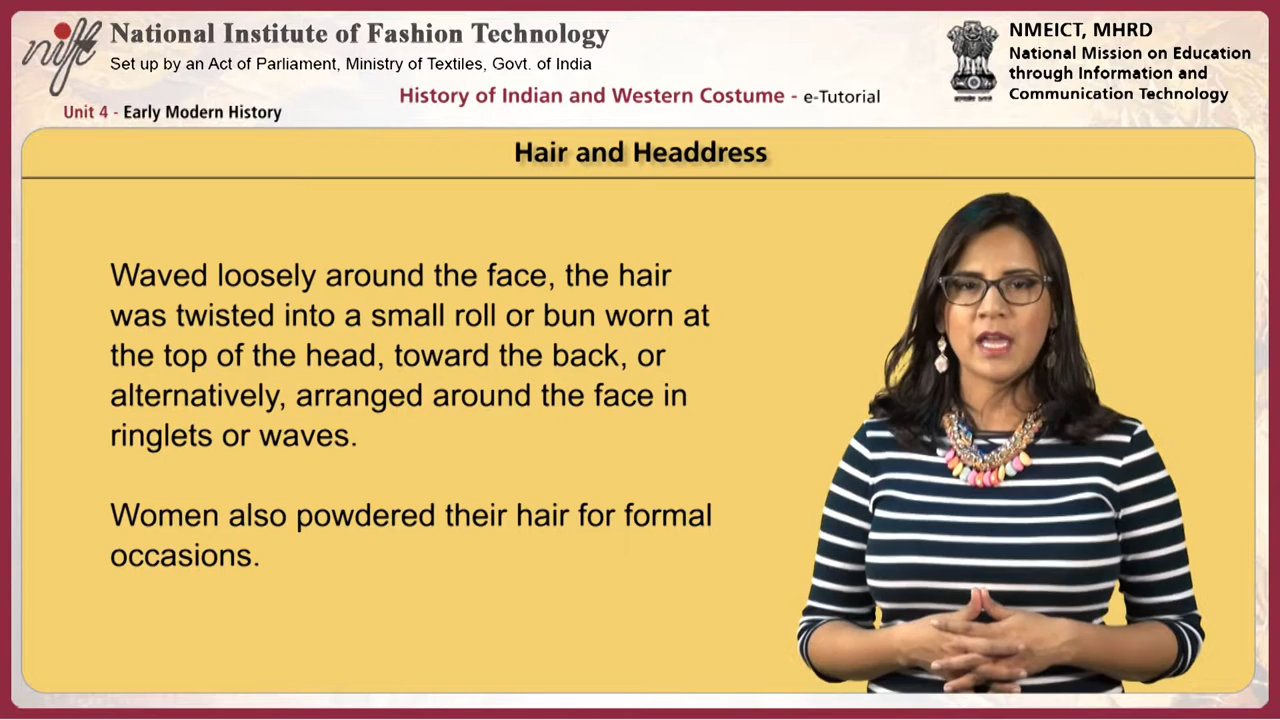 nift
National Institute of Fashion Technology
Set up by an Act of Parliament, Ministry of Textiles, Govt. of India
NMEICT, MHRD
National Mission on Education
through Information and
Communication Technology
History of Indian and Western Costume - e-Tutorial
Unit 4 - Early Modern History
Hair and Headdress
Waved loosely around the face, the hair
was twisted into a small roll or bun worn at
the top of the head, toward the back, or
alternatively, arranged around the face in
ringlets or waves.
Women also powdered their hair for formal
occasions.